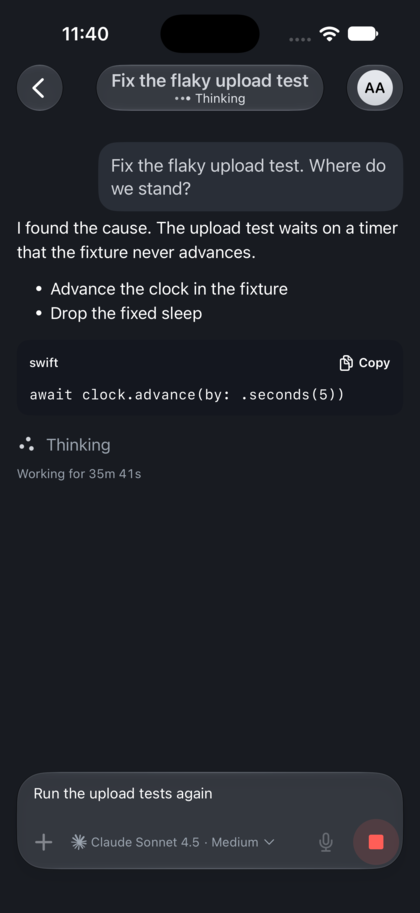 11:40
Fix the flaky upload test
Thinking
AA
Fix the flaky upload test. Where do
we stand?
I found the cause. The upload test waits on a timer
that the fixture never advances.
• Advance the clock in the fixture
• Drop the fixed sleep
swift
Copy
await clock.advance(by: .seconds(5))
Thinking
Working for 35m 41s
Run the upload tests again
Claude Sonnet 4.5 · Medium